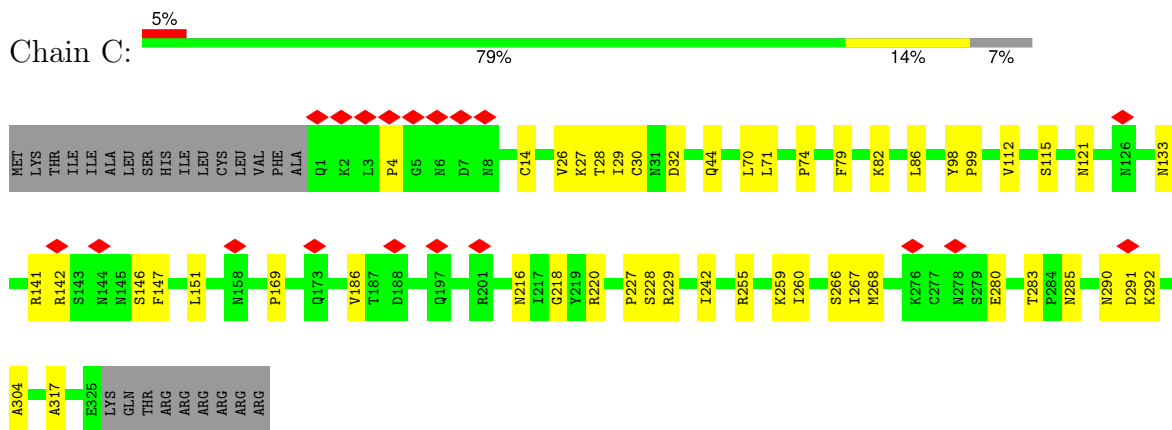 5%
Chain C:
79% 14% 7%
MET LYS THR ILE ILE ALA LEU SER HIS ILE LEU CYS LEU VAL PHE ALA Q1 K2 L3 P4 G5 N6 D7 N8 C14 V26 K27 T28 I29 C30 N31 D32 Q44 L70 L71 P74 F79 K82 L86 Y98 P99 V112 S115 N121 N126 N133
R141 R142 S143 N144 N145 S146 F147 L151 N158 P169 Q173 V186 T187 D188 Q197 R201 N216 I217 G218 Y219 R220 P227 S228 R229 I242 R255 K259 I260 S266 I267 M268 K276 C277 N278 S279 E280 T283 P284 N285 N290 D291 K292
A304 A317 E325 LYS GLN THR ARG ARG ARG ARG ARG ARG